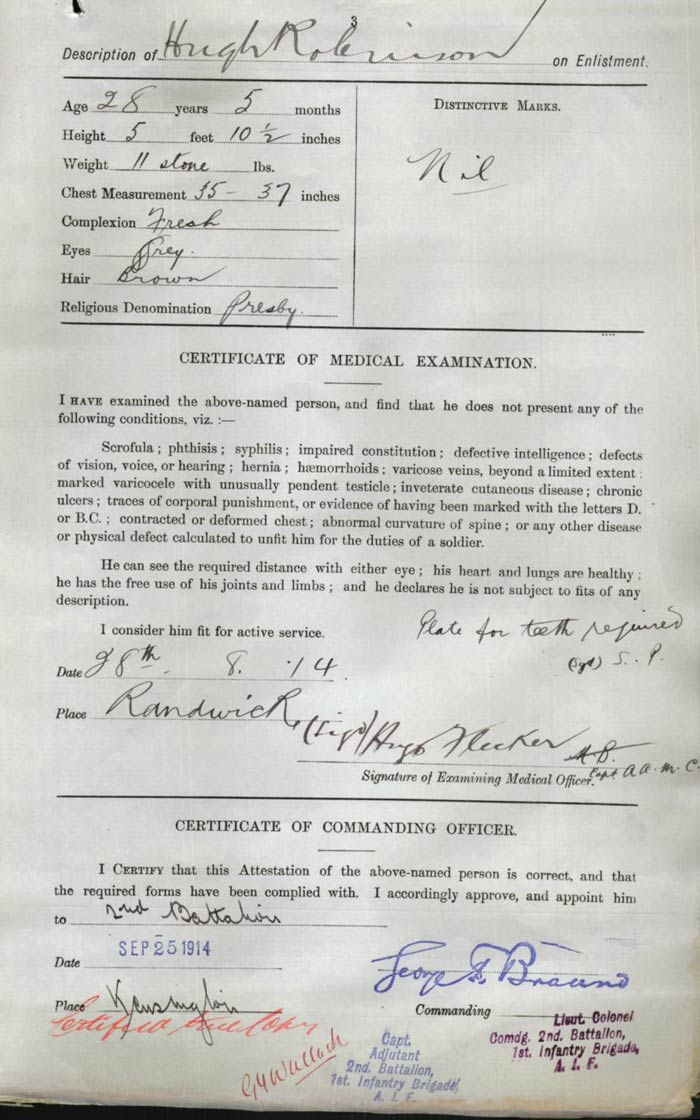 3
Description of Hugh Robinson on Enlistment.
Age 28 years 5 months
Height 5 feet 10 ½ inches
Weight 11 stone lbs.
Chest Measurement 35 - 37 inches
Complexion Fresh
Eyes Grey.
Hair Brown
Religious Denomination Presby.
DISTINCTIVE MARKS.
Nil
CERTIFICATE OF MEDICAL EXAMINATION.
I HAVE examined the above-named person, and find that he does not present any of the
following conditions, viz. :—
Scrofula ; phthisis ; syphilis ; impaired constitution ; defective intelligence ; defects
of vision, voice, or hearing ; hernia ; hæmorrhoids ; varicose veins, beyond a limited extent ;
marked varicocele with unusually pendent testicle ; inveterate cutaneous disease ; chronic
ulcers ; traces of corporal punishment, or evidence of having been marked with the letters D.
or B.C. ; contracted or deformed chest ; abnormal curvature of spine ; or any other disease
or physical defect calculated to unfit him for the duties of a soldier.
He can see the required distance with either eye ; his heart and lungs are healthy ;
he has the free use of his joints and limbs ; and he declares he is not subject to fits of any
description.
I consider him fit for active service.
Plate for teeth required
(Sgd) S. P.
Date 28th. 8. '14.
Place Randwick
(Sigd) Hugo Flecker M.B.
Capt A.A.M.C.
Signature of Examining Medical Officer.
CERTIFICATE OF COMMANDING OFFICER.
I CERTIFY that this Attestation of the above-named person is correct, and that
the required forms have been complied with. I accordingly approve, and appoint him
to 2nd Battalion
Date SEP 25 1914
George F. Braund
Place Kensington
Commanding Lieut. Colonel
Comdg. 2nd. Battalion,
1st. Infantry Brigade,
A. I. F.
Certified true Copy
G H Wallach
Capt.
Adjutant
2nd. Battalion,
1st. Infantry Brigade,
A. I. F.